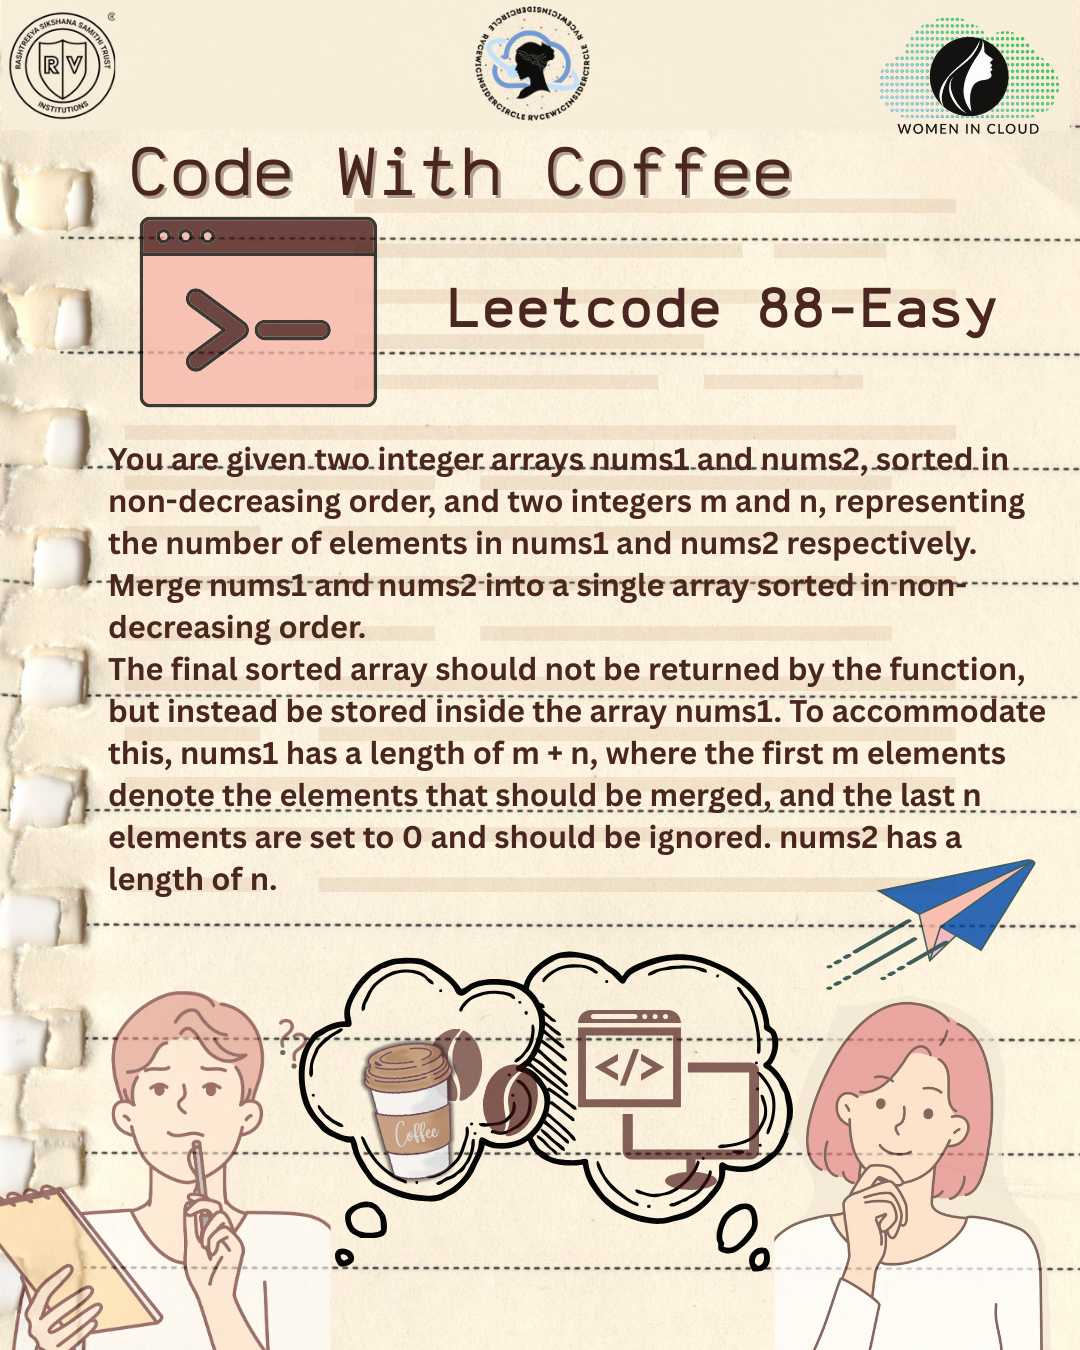 ®
RASHTREEYA SIKSHANA SAMITHI TRUST
RV
INSTITUTIONS
RVCEWICINSIDERCIRCLE RVCEWICINSIDERCIRCLE
WOMEN IN CLOUD
Code With Coffee
Leetcode 88-Easy
You are given two integer arrays nums1 and nums2, sorted in
non-decreasing order, and two integers m and n, representing
the number of elements in nums1 and nums2 respectively.
Merge nums1 and nums2 into a single array sorted in non-
decreasing order.
The final sorted array should not be returned by the function,
but instead be stored inside the array nums1. To accommodate
this, nums1 has a length of m + n, where the first m elements
denote the elements that should be merged, and the last n
elements are set to 0 and should be ignored. nums2 has a
length of n.
??
Coffee
</>